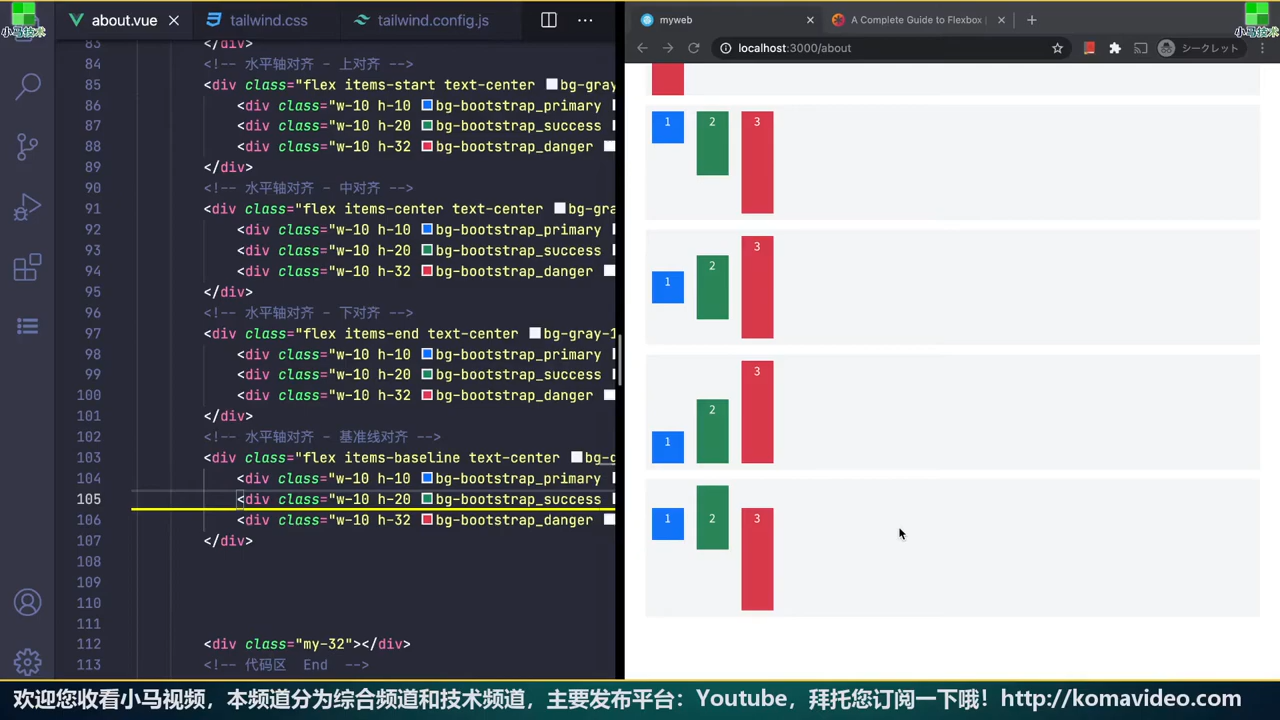 小马技术
about.vue
tailwind.css
tailwind.config.js
myweb
A Complete Guide to Flexbox
localhost:3000/about
シークレット
小马技术
83 </div>
84 <!-- 水平轴对齐 - 上对齐 -->
85 <div class="flex items-start text-center bg-gray
86 <div class="w-10 h-10 bg-bootstrap_primary
87 <div class="w-10 h-20 bg-bootstrap_success
88 <div class="w-10 h-32 bg-bootstrap_danger
89 </div>
90 <!-- 水平轴对齐 - 中对齐 -->
91 <div class="flex items-center text-center bg-gra
92 <div class="w-10 h-10 bg-bootstrap_primary
93 <div class="w-10 h-20 bg-bootstrap_success
94 <div class="w-10 h-32 bg-bootstrap_danger
95 </div>
96 <!-- 水平轴对齐 - 下对齐 -->
97 <div class="flex items-end text-center bg-gray-1
98 <div class="w-10 h-10 bg-bootstrap_primary
99 <div class="w-10 h-20 bg-bootstrap_success
100 <div class="w-10 h-32 bg-bootstrap_danger
101 </div>
102 <!-- 水平轴对齐 - 基准线对齐 -->
103 <div class="flex items-baseline text-center bg-g
104 <div class="w-10 h-10 bg-bootstrap_primary
105 <div class="w-10 h-20 bg-bootstrap_success
106 <div class="w-10 h-32 bg-bootstrap_danger
107 </div>
108
109
110
111
112 <div class="my-32"></div>
113 <!-- 代码区 End -->
1 2 3
1 2 3
1 2 3
1 2 3
欢迎您收看小马视频，本频道分为综合频道和技术频道，主要发布平台：Youtube，拜托您订阅一下哦！http://komavideo.com